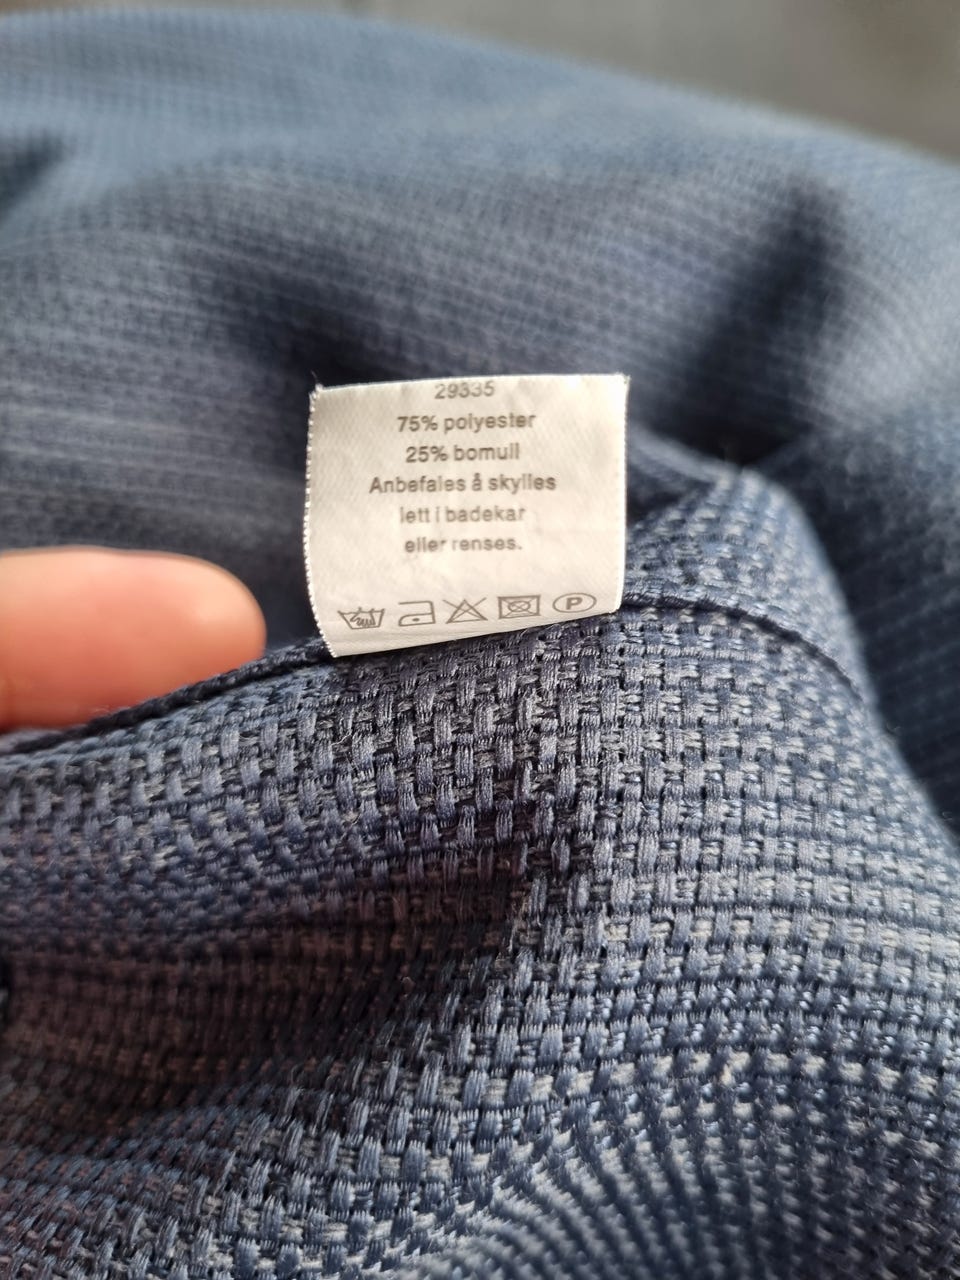 29335
75% polyester
25% bomull
Anbefales å skylles
lett i badekar
eller renses.
P